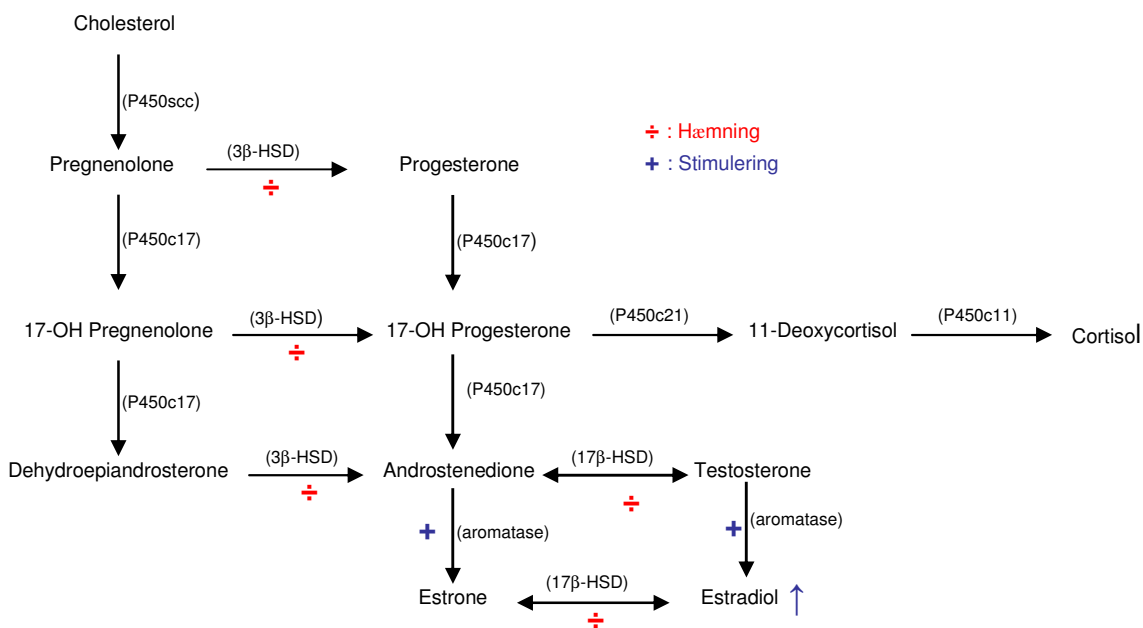 Cholesterol
(P450scc)
÷ : Hæmning
+ : Stimulering
(3β-HSD)
Pregnenolone
Progesterone
÷
(P450c17)
(P450c17)
(3β-HSD)
(P450c21)
(P450c11)
17-OH Pregnenolone
17-OH Progesterone
11-Deoxycortisol
Cortisol
÷
(P450c17)
(P450c17)
(3β-HSD)
(17β-HSD)
Dehydroepiandrosterone
Androstenedione
Testosterone
÷
÷
+
(aromatase)
+
(aromatase)
(17β-HSD)
Estrone
Estradiol ↑
÷